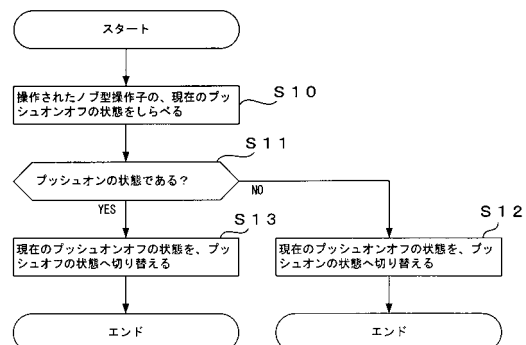 スタート
操作されたノブ型操作子の、現在のプッ
シュオンオフの状態をしらべる
S10
S11
プッシュオンの状態である?
NO
YES
S13
S12
現在のプッシュオンオフの状態を、プッ
シュオフの状態へ切り替える
現在のプッシュオンオフの状態を、プッ
シュオンの状態へ切り替える
エンド
エンド